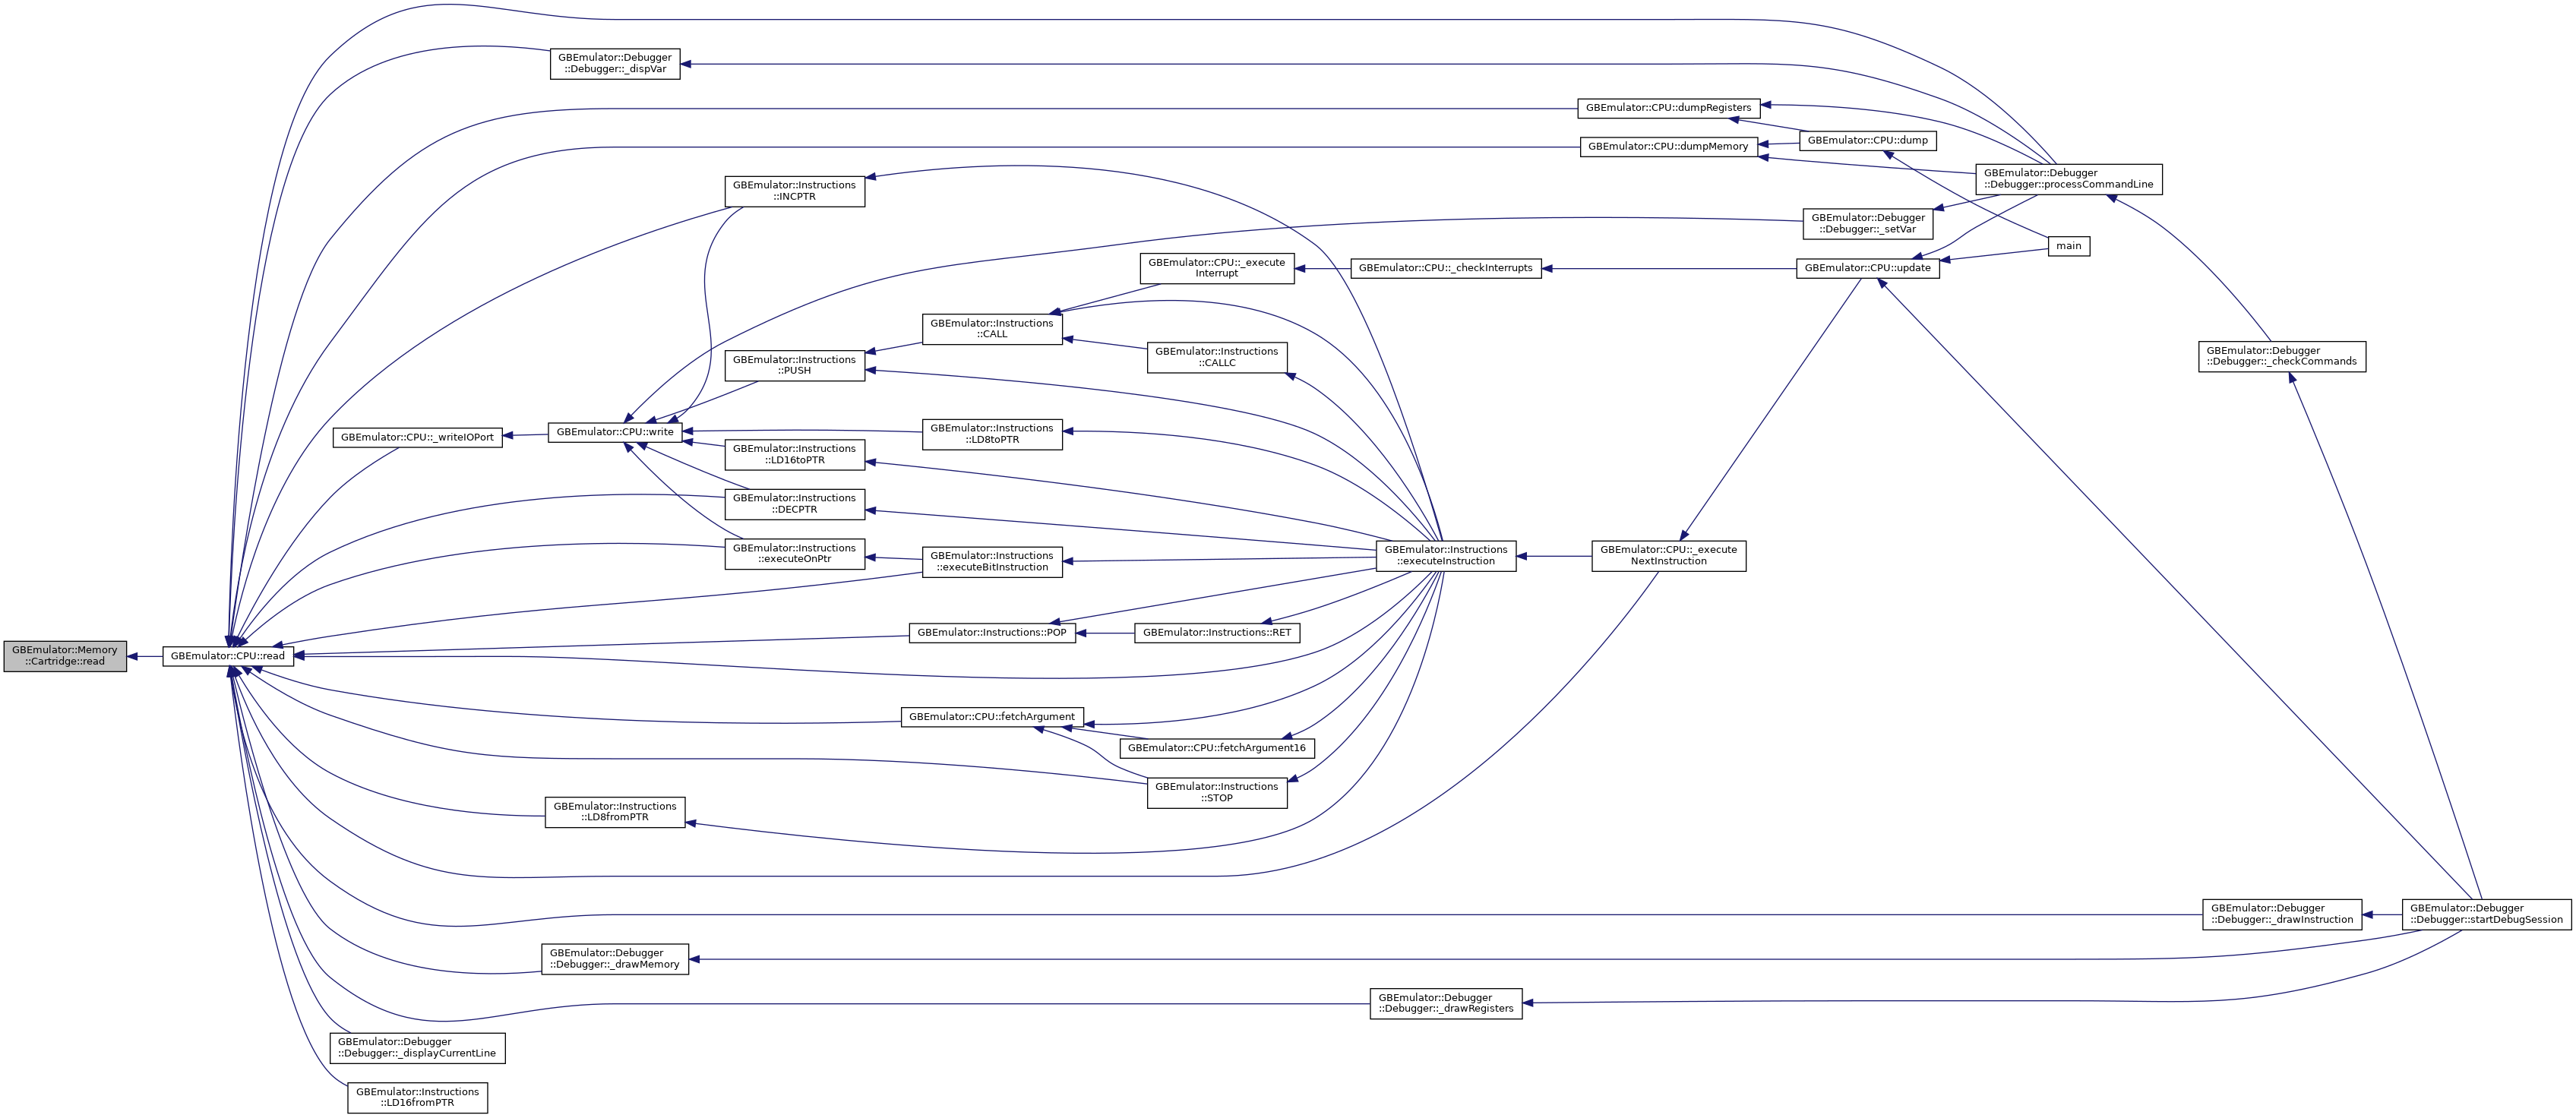 GBEmulator::Debugger
::Debugger::_dispVar
GBEmulator::CPU::dumpRegisters
GBEmulator::CPU::dump
GBEmulator::CPU::dumpMemory
GBEmulator::Debugger
::Debugger::processCommandLine
GBEmulator::Instructions
::INCPTR
GBEmulator::Debugger
::Debugger::_setVar
main
GBEmulator::CPU::_execute
Interrupt
GBEmulator::CPU::_checkInterrupts
GBEmulator::CPU::update
GBEmulator::Instructions
::CALL
GBEmulator::Instructions
::CALLC
GBEmulator::Debugger
::Debugger::_checkCommands
GBEmulator::Instructions
::PUSH
GBEmulator::CPU::_writeIOPort
GBEmulator::CPU::write
GBEmulator::Instructions
::LD8toPTR
GBEmulator::Instructions
::LD16toPTR
GBEmulator::Instructions
::DECPTR
GBEmulator::Instructions
::executeOnPtr
GBEmulator::Instructions
::executeBitInstruction
GBEmulator::Instructions
::executeInstruction
GBEmulator::CPU::_execute
NextInstruction
GBEmulator::Instructions::POP
GBEmulator::Instructions::RET
GBEmulator::Memory
::Cartridge::read
GBEmulator::CPU::read
GBEmulator::CPU::fetchArgument
GBEmulator::CPU::fetchArgument16
GBEmulator::Instructions
::STOP
GBEmulator::Instructions
::LD8fromPTR
GBEmulator::Debugger
::Debugger::_drawInstruction
GBEmulator::Debugger
::Debugger::startDebugSession
GBEmulator::Debugger
::Debugger::_drawMemory
GBEmulator::Debugger
::Debugger::_drawRegisters
GBEmulator::Debugger
::Debugger::_displayCurrentLine
GBEmulator::Instructions
::LD16fromPTR